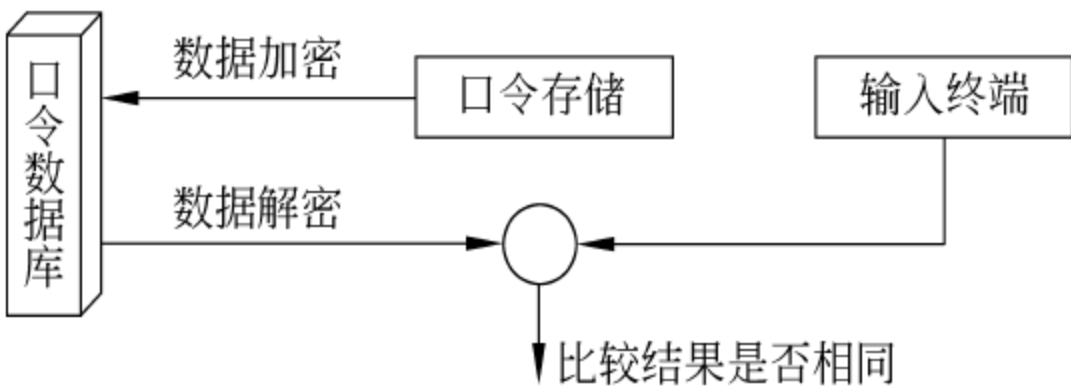 数据加密
口令存储
输入终端
口令数据库
数据解密
比较结果是否相同